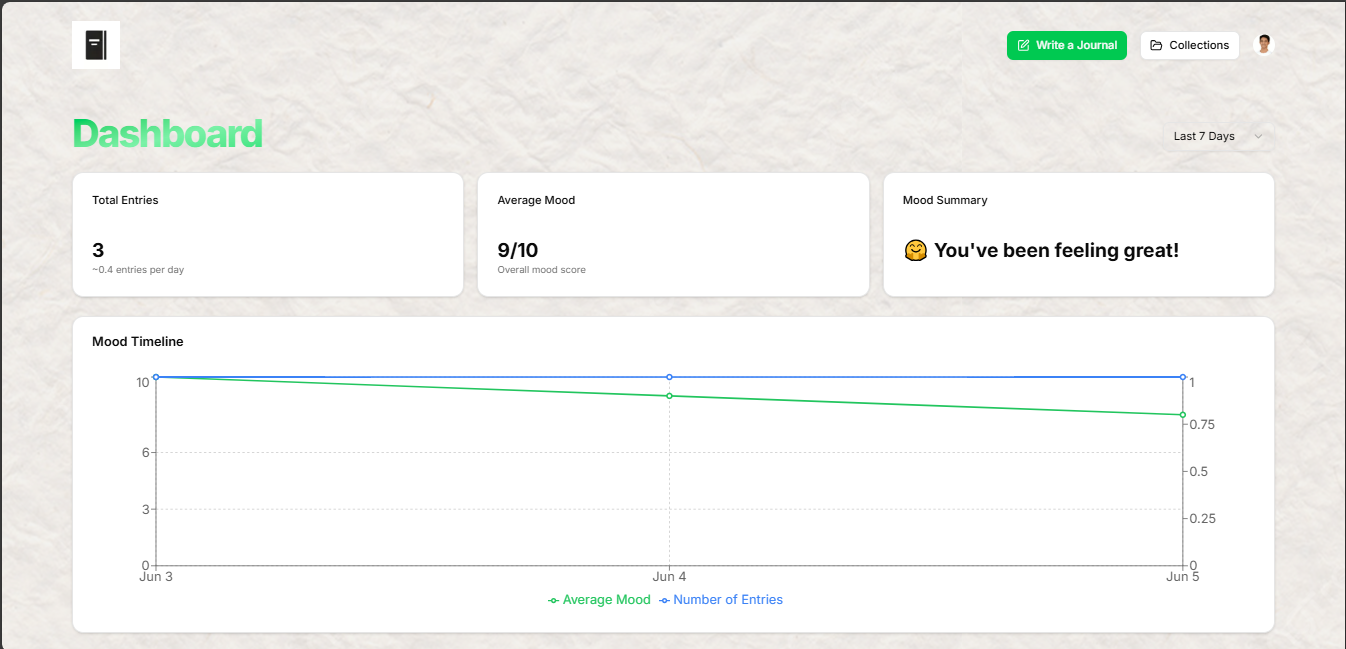 Write a Journal
Collections
Dashboard
Last 7 Days
Total Entries
3
~0.4 entries per day
Average Mood
9/10
Overall mood score
Mood Summary
🤗 You've been feeling great!
Mood Timeline
10
6
3
0
1
0.75
0.5
0.25
0
Jun 3
Jun 4
Jun 5
Average Mood
Number of Entries